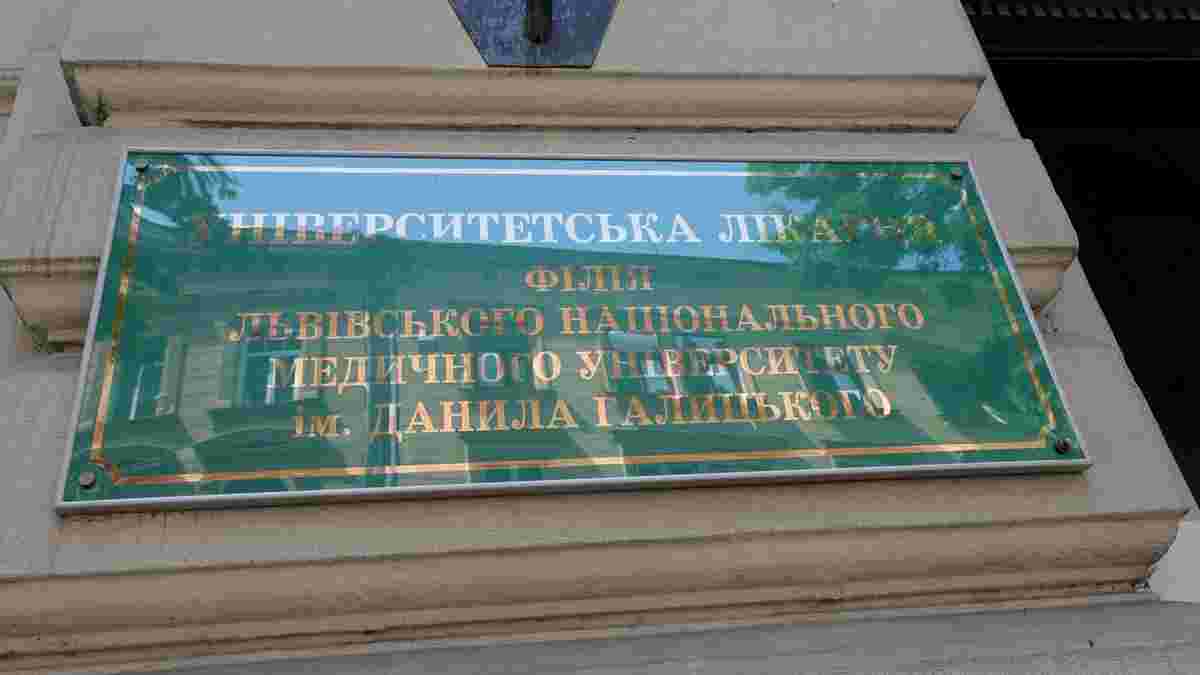 УНІВЕРСИТЕТСЬКА ЛІКАРНЯ
ФІЛІЯ
ЛЬВІВСЬКОГО НАЦІОНАЛЬНОГО
МЕДИЧНОГО УНІВЕРСИТЕТУ
ім. ДАНИЛА ГАЛИЦЬКОГО